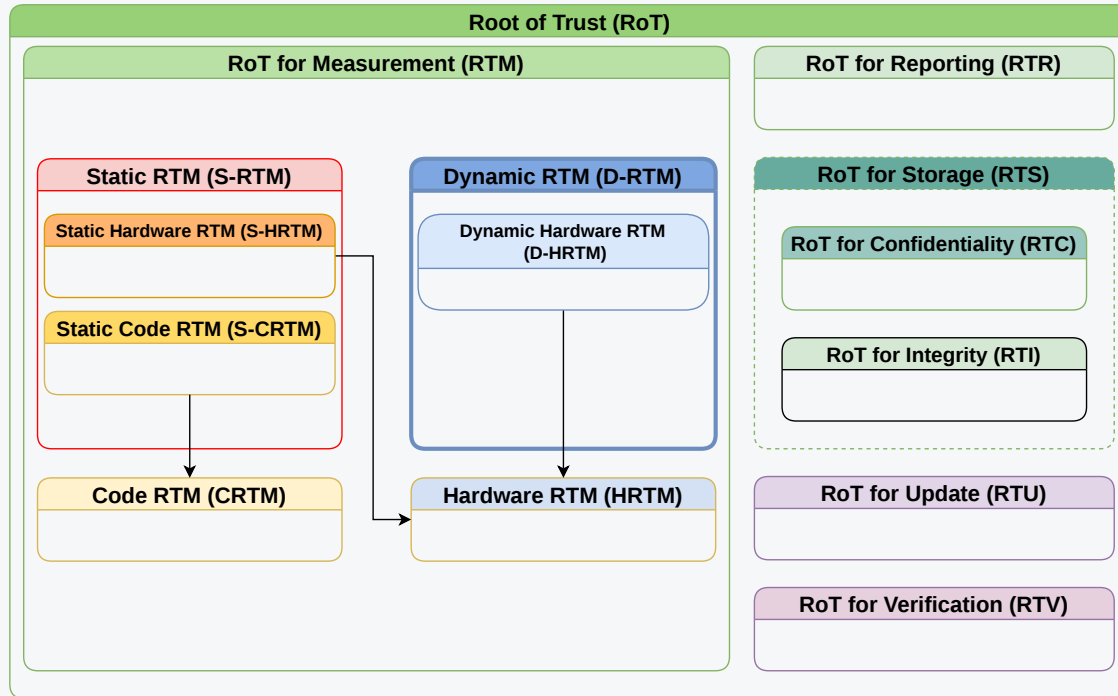 Root of Trust (RoT)
RoT for Measurement (RTM)
Static RTM (S-RTM)
Static Hardware RTM (S-HRTM)
Static Code RTM (S-CRTM)
Code RTM (CRTM)
Dynamic RTM (D-RTM)
Dynamic Hardware RTM
(D-HRTM)
Hardware RTM (HRTM)
RoT for Reporting (RTR)
RoT for Storage (RTS)
RoT for Confidentiality (RTC)
RoT for Integrity (RTI)
RoT for Update (RTU)
RoT for Verification (RTV)